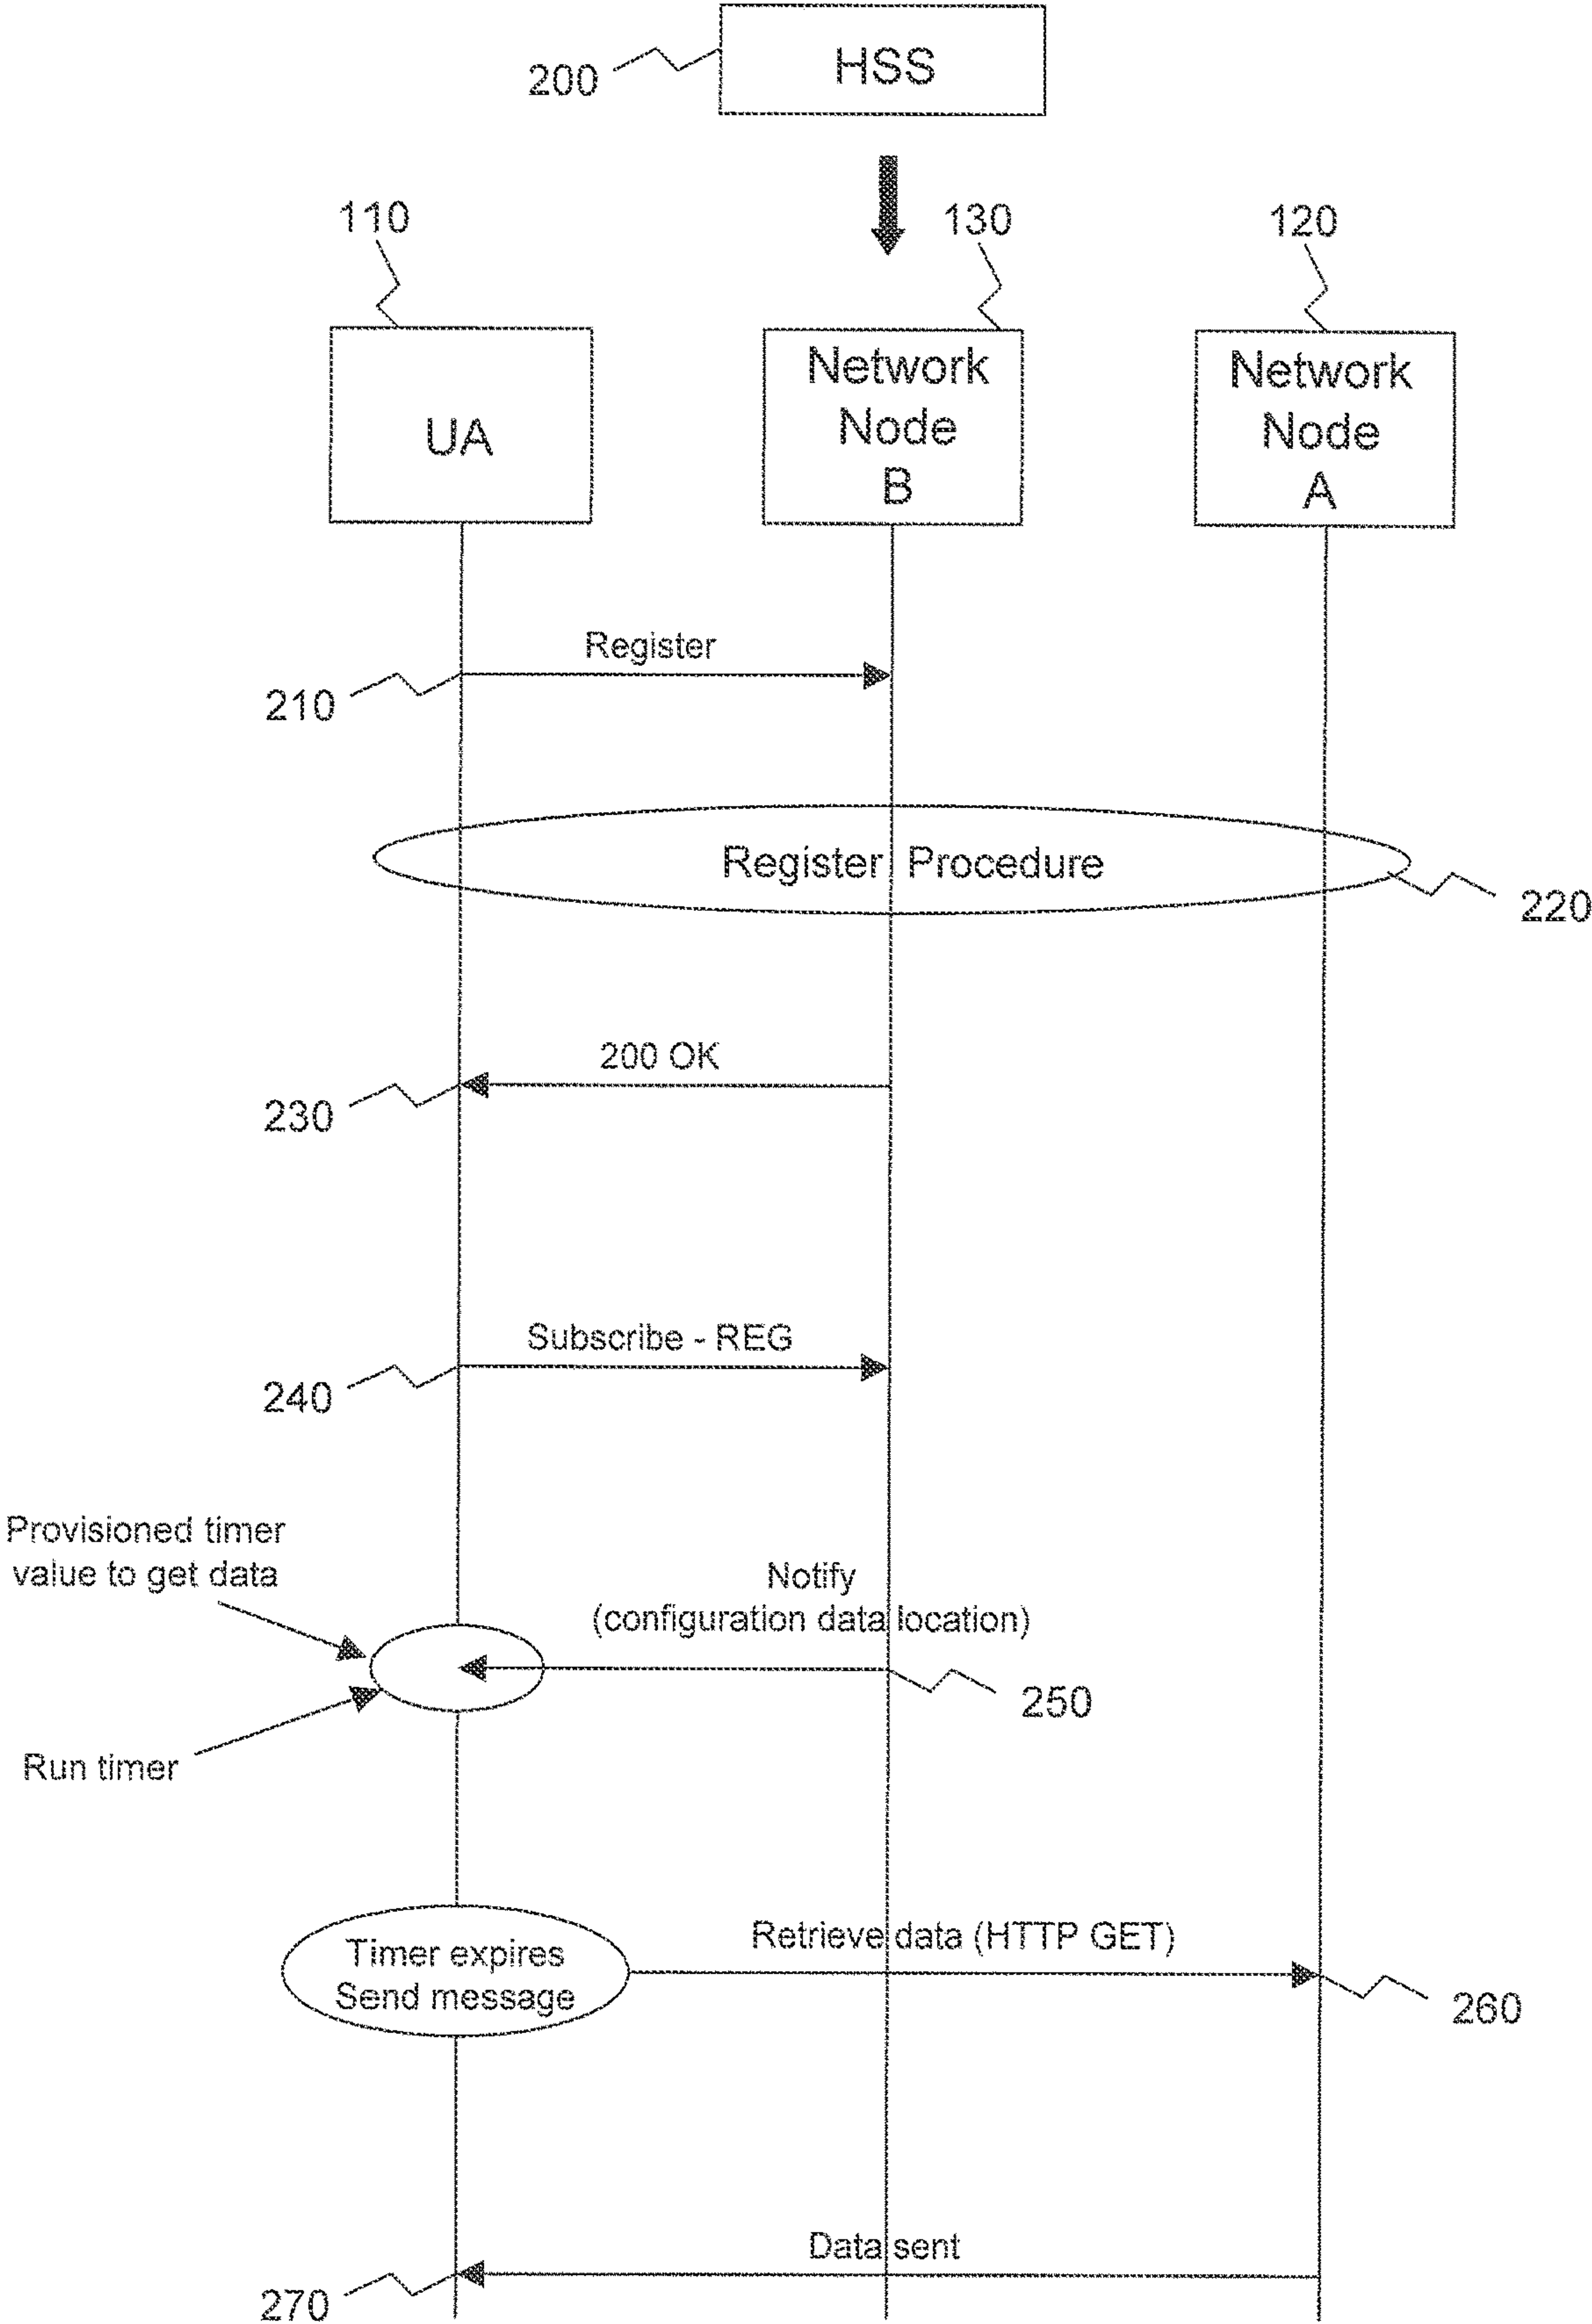 HSS
200
110
130
120
UA
Network
Node
B
Network
Node
A
Register
210
Register Procedure
220
200 OK
230
Subscribe - REG
240
Provisioned timer
value to get data
Notify
(configuration data location)
250
Run timer
Timer expires
Send message
Retrieve data (HTTP GET)
260
Data sent
270